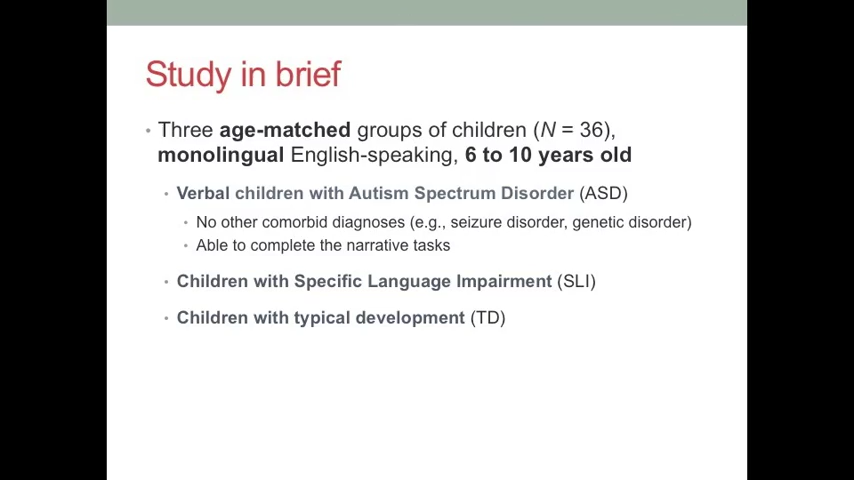 Study in brief
• Three age-matched groups of children (N = 36),
monolingual English-speaking, 6 to 10 years old
• Verbal children with Autism Spectrum Disorder (ASD)
• No other comorbid diagnoses (e.g., seizure disorder, genetic disorder)
• Able to complete the narrative tasks
• Children with Specific Language Impairment (SLI)
• Children with typical development (TD)